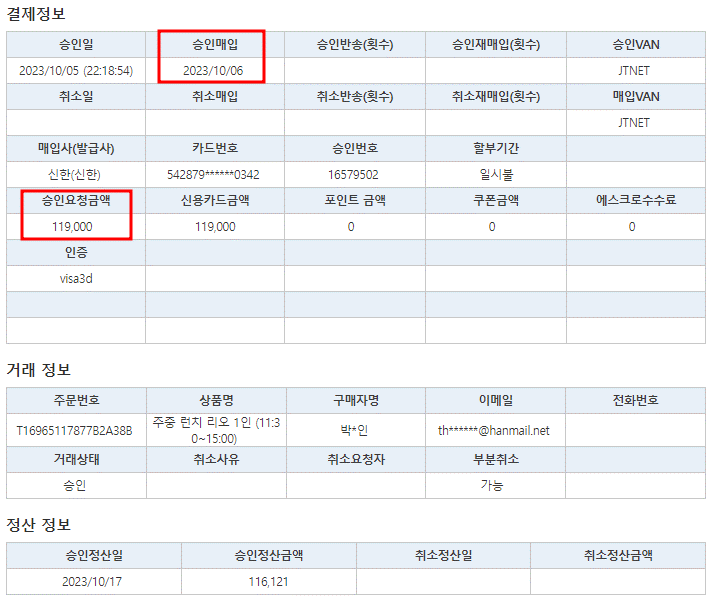 결제정보
승인일 승인매입 승인반송(횟수) 승인재매입(횟수) 승인VAN
2023/10/05 (22:18:54) 2023/10/06 JTNET
취소일 취소매입 취소반송(횟수) 취소재매입(횟수) 매입VAN
JTNET
매입사(발급사) 카드번호 승인번호 할부기간
신한(신한) 542879******0342 16579502 일시불
승인요청금액 신용카드금액 포인트 금액 쿠폰금액 에스크로수수료
119,000 119,000 0 0 0
인증
visa3d
거래 정보
주문번호 상품명 구매자명 이메일 전화번호
T16965117877B2A38B 주중 런치 리오 1인 (11:3
0~15:00) 박*인 th******@hanmail.net
거래상태 취소사유 취소요청자 부분취소
승인 가능
정산 정보
승인정산일 승인정산금액 취소정산일 취소정산금액
2023/10/17 116,121